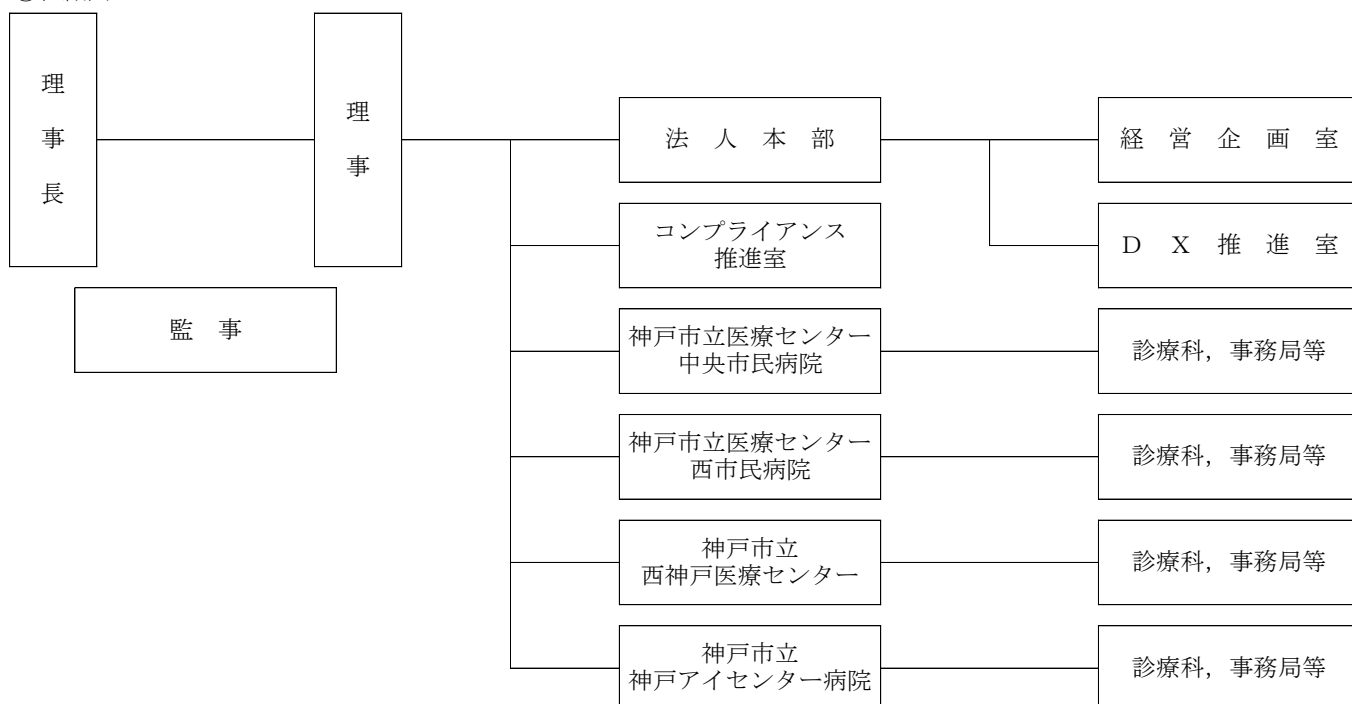 理事長
理事
法人本部
経営企画室
コンプライアンス
推進室
DX推進室
監事
神戸市立医療センター
中央市民病院
診療科，事務局等
神戸市立医療センター
西市民病院
診療科，事務局等
神戸市立
西神戸医療センター
診療科，事務局等
神戸市立
神戸アイセンター病院
診療科，事務局等